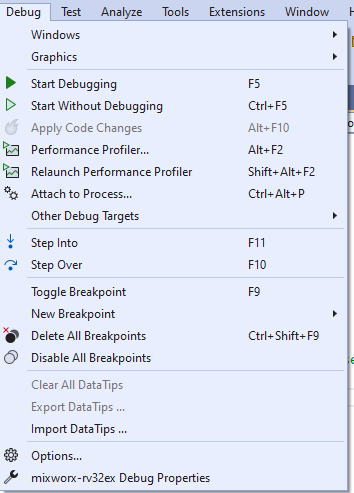 Debug Test Analyze Tools Extensions Window
Windows
Graphics
Start Debugging F5
Start Without Debugging Ctrl+F5
Apply Code Changes Alt+F10
Performance Profiler... Alt+F2
Relaunch Performance Profiler Shift+Alt+F2
Attach to Process... Ctrl+Alt+P
Other Debug Targets
Step Into F11
Step Over F10
Toggle Breakpoint F9
New Breakpoint
Delete All Breakpoints Ctrl+Shift+F9
Disable All Breakpoints
Clear All DataTips
Export DataTips ...
Import DataTips ...
Options...
mixworx-rv32ex Debug Properties